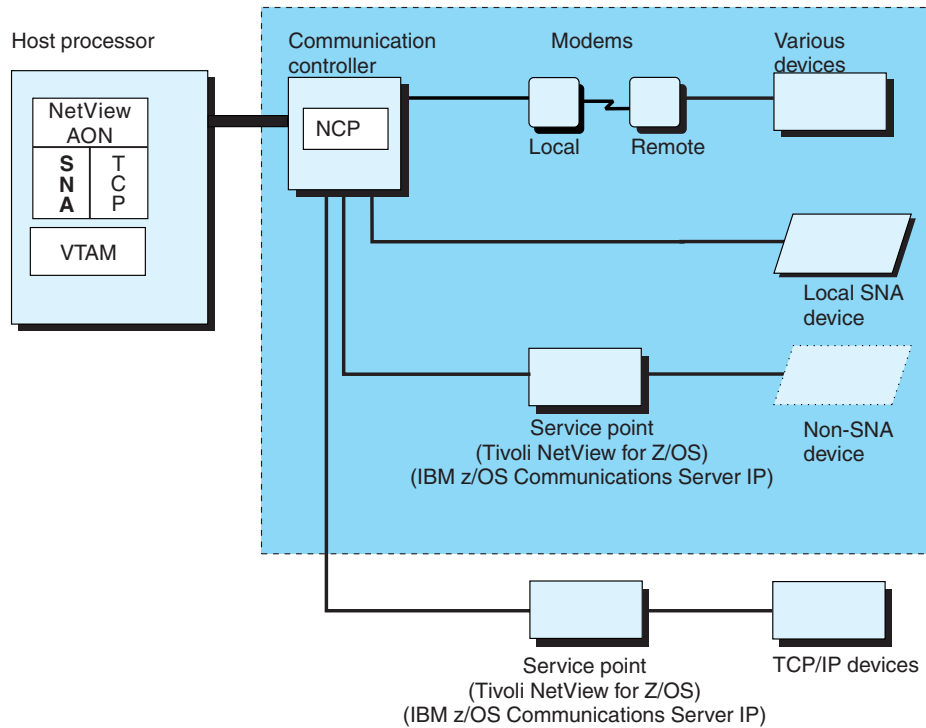 Host processor
NetView
AON
S
N
A
T
C
P
VTAM
Communication
controller
NCP
Modems
Local
Remote
Various
devices
Local SNA
device
Service point
(Tivoli NetView for Z/OS)
(IBM z/OS Communications Server IP)
Non-SNA
device
Service point
(Tivoli NetView for Z/OS)
(IBM z/OS Communications Server IP)
TCP/IP devices